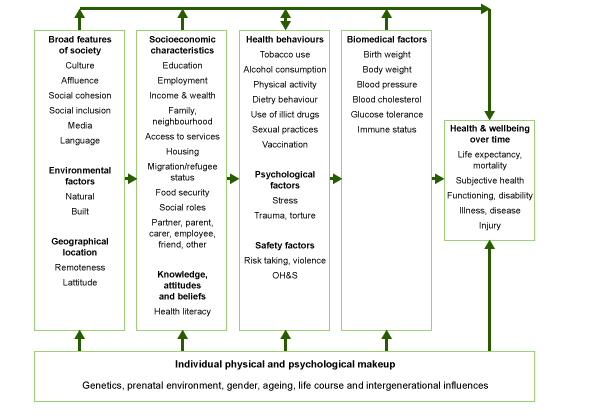 Broad features
of society
Culture
Affluence
Social cohesion
Social inclusion
Media
Language
Environmental
factors
Natural
Built
Geographical
location
Remoteness
Lattitude
Socioeconomic
characteristics
Education
Employment
Income & wealth
Family,
neighbourhood
Access to services
Housing
Migration/refugee
status
Food security
Social roles
Partner, parent,
carer, employee,
friend, other
Knowledge,
attitudes
and beliefs
Health literacy
Health behaviours
Tobacco use
Alcohol consumption
Physical activity
Dietry behaviour
Use of illict drugs
Sexual practices
Vaccination
Psychological
factors
Stress
Trauma, torture
Safety factors
Risk taking, violence
OH&S
Biomedical factors
Birth weight
Body weight
Blood pressure
Blood cholesterol
Glucose tolerance
Immune status
Health & wellbeing
over time
Life expectancy,
mortality
Subjective health
Functioning, disability
Illness, disease
Injury
Individual physical and psychological makeup
Genetics, prenatal environment, gender, ageing, life course and intergenerational influences